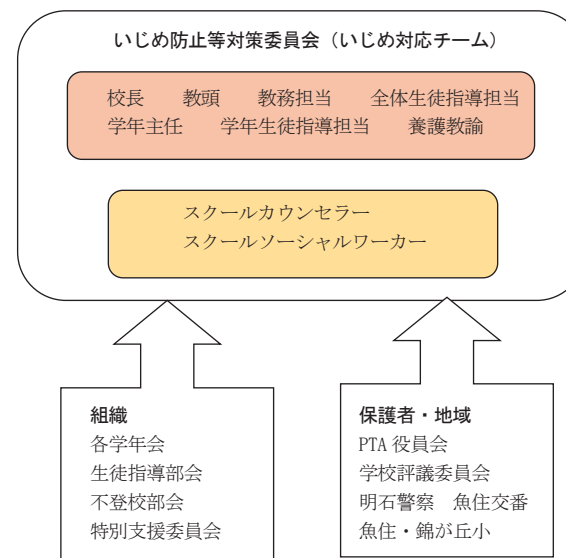 いじめ防止等対策委員会（いじめ対応チーム）
校長　教頭　教務担当　全体生徒指導担当
学年主任　学年生徒指導担当　養護教諭
スクールカウンセラー
スクールソーシャルワーカー
組織
各学年会
生徒指導部会
不登校部会
特別支援委員会
保護者・地域
PTA 役員会
学校評議委員会
明石警察　魚住交番
魚住・錦が丘小